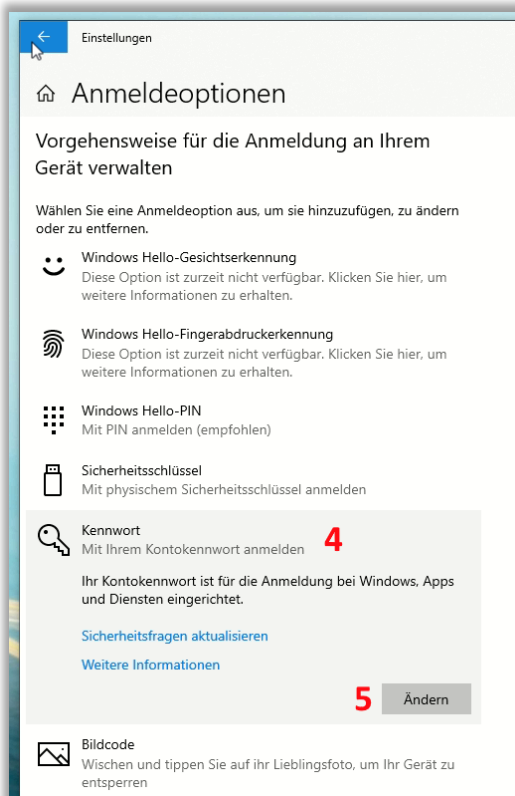 Einstellungen
Anmeldeoptionen
Vorgehensweise für die Anmeldung an Ihrem
Gerät verwalten
Wählen Sie eine Anmeldeoption aus, um sie hinzuzufügen, zu ändern
oder zu entfernen.
Windows Hello-Gesichtserkennung
Diese Option ist zurzeit nicht verfügbar. Klicken Sie hier, um
weitere Informationen zu erhalten.
Windows Hello-Fingerabdruckerkennung
Diese Option ist zurzeit nicht verfügbar. Klicken Sie hier, um
weitere Informationen zu erhalten.
Windows Hello-PIN
Mit PIN anmelden (empfohlen)
Sicherheitsschlüssel
Mit physischem Sicherheitsschlüssel anmelden
Kennwort
Mit Ihrem Kontokennwort anmelden 4
Ihr Kontokennwort ist für die Anmeldung bei Windows, Apps
und Diensten eingerichtet.
Sicherheitsfragen aktualisieren
Weitere Informationen
5 Ändern
Bildcode
Wischen und tippen Sie auf ihr Lieblingsfoto, um Ihr Gerät zu
entsperren